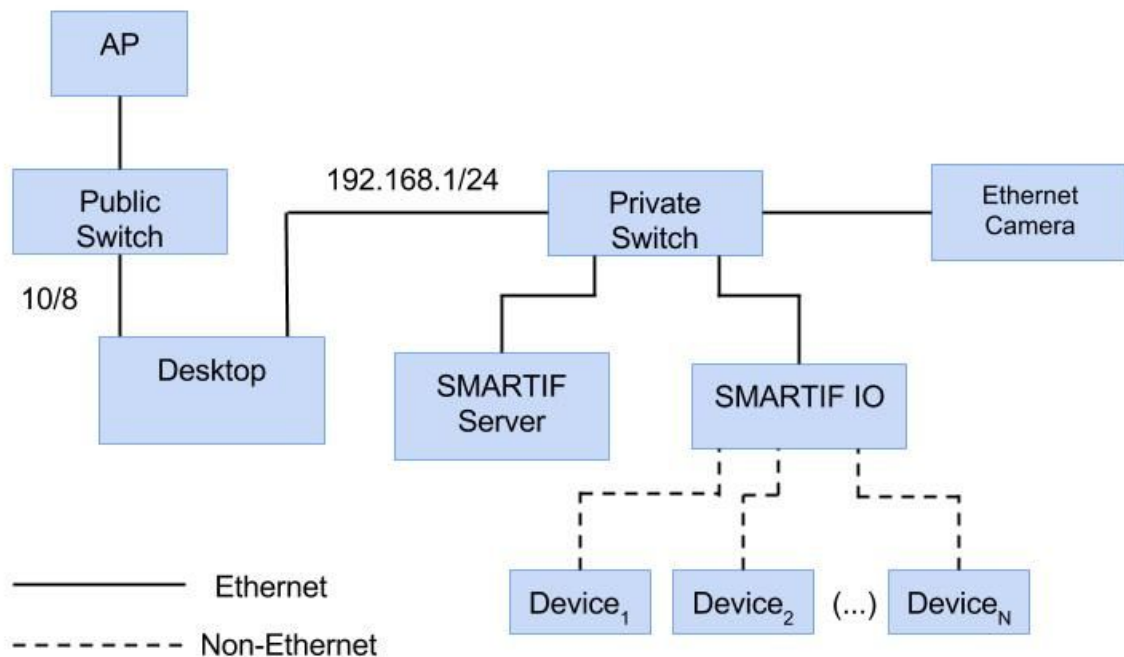 AP
Public
Switch
192.168.1/24
Private
Switch
Ethernet
Camera
10/8
Desktop
SMARTIF
Server
SMARTIF IO
Device₁
Device₂
(...)
Deviceₙ
Ethernet
Non-Ethernet